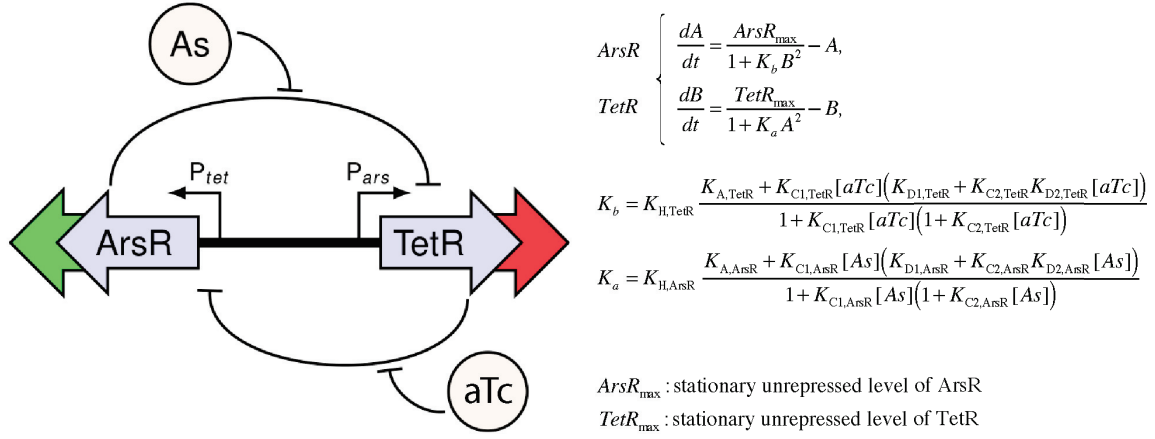 As
P_tet
P_ars
ArsR
TetR
aTc
ArsR { dA/dt = ArsR_max / (1 + K_b B²) − A,
TetR { dB/dt = TetR_max / (1 + K_a A²) − B,
K_b = K_H,TetR (K_A,TetR + K_C1,TetR [aTc](K_D1,TetR + K_C2,TetR K_D2,TetR [aTc])) / (1 + K_C1,TetR [aTc](1 + K_C2,TetR [aTc]))
K_a = K_H,ArsR (K_A,ArsR + K_C1,ArsR [As](K_D1,ArsR + K_C2,ArsR K_D2,ArsR [As])) / (1 + K_C1,ArsR [As](1 + K_C2,ArsR [As]))
ArsR_max : stationary unrepressed level of ArsR
TetR_max : stationary unrepressed level of TetR